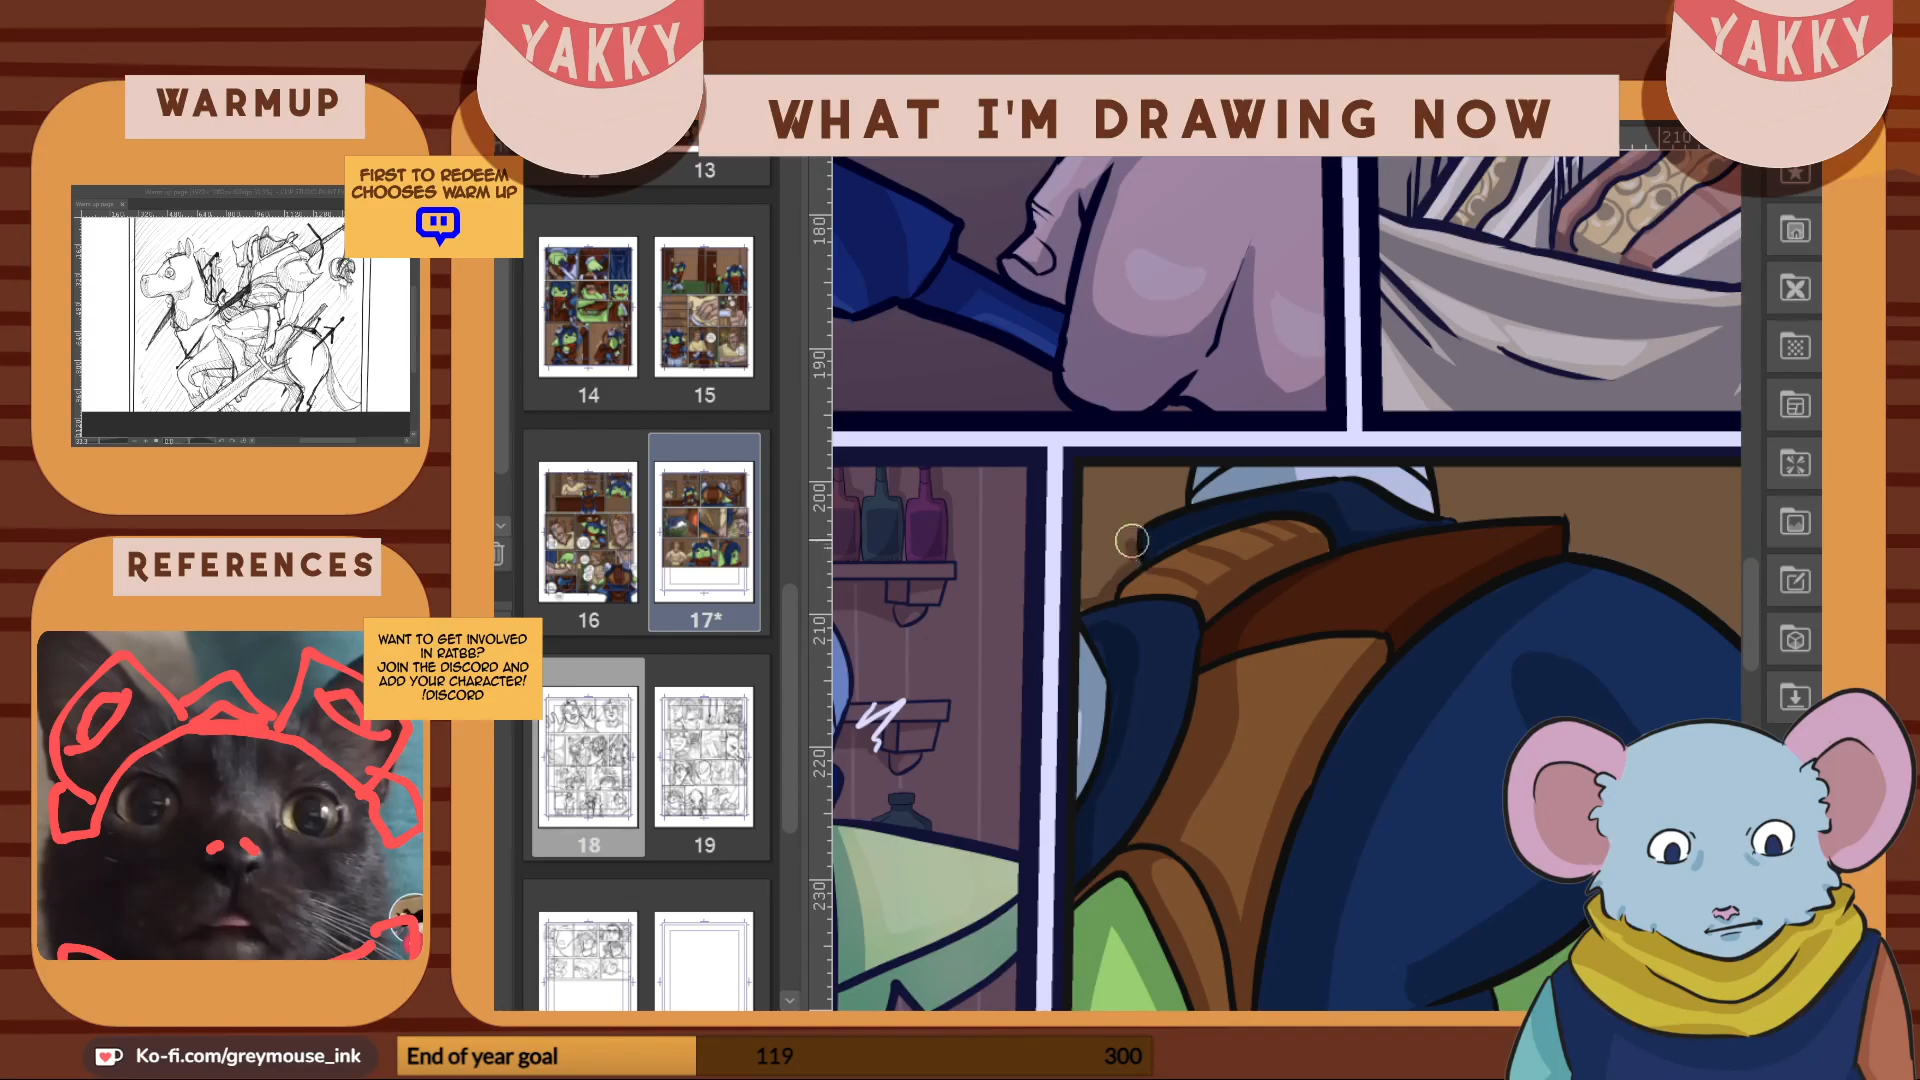 YAKKY
YAKKY
WARMUP
WHAT I'M DRAWING NOW
FIRST TO REDEEM
CHOOSES WARM UP
REFERENCES
WANT TO GET INVOLVED
IN RAT88?
JOIN THE DISCORD AND
ADD YOUR CHARACTER!
!DISCORD
13
14
15
16
17*
18
19
180
190
200
210
220
230
210
Ko-fi.com/greymouse_ink
End of year goal
119
300